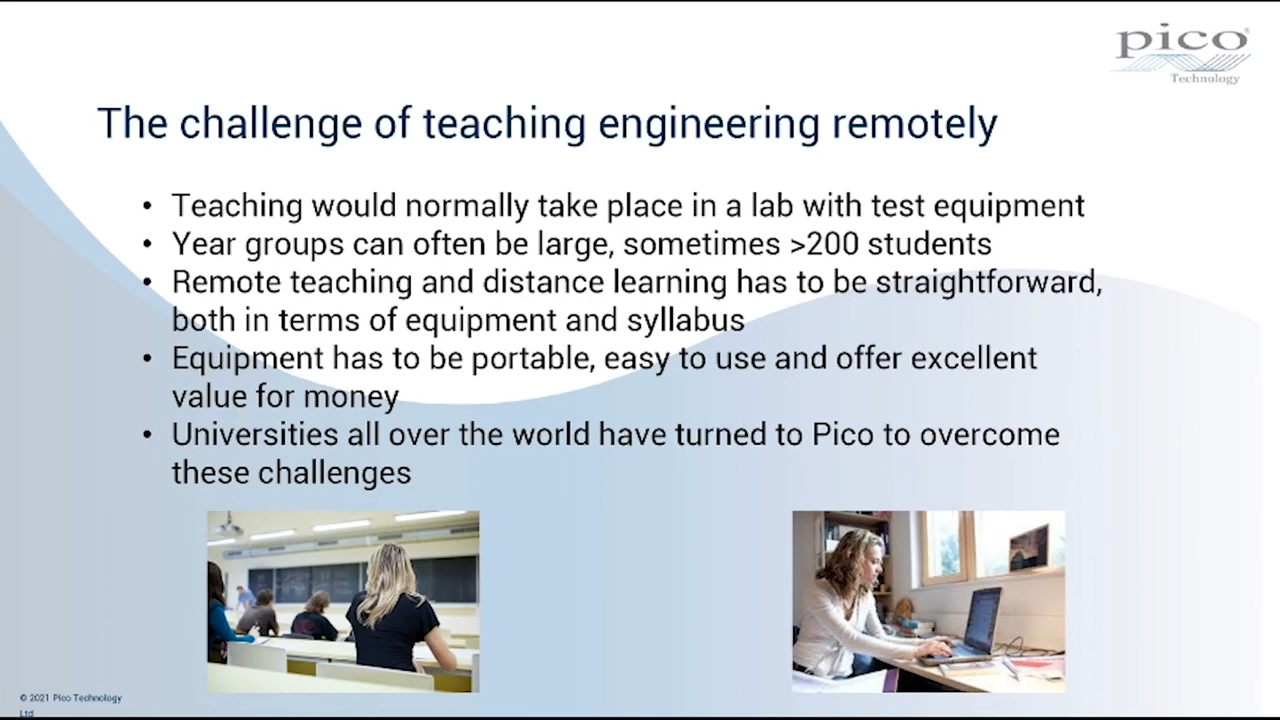 pico
Technology
The challenge of teaching engineering remotely
• Teaching would normally take place in a lab with test equipment
• Year groups can often be large, sometimes >200 students
• Remote teaching and distance learning has to be straightforward,
both in terms of equipment and syllabus
• Equipment has to be portable, easy to use and offer excellent
value for money
• Universities all over the world have turned to Pico to overcome
these challenges
© 2021 Pico Technology
Ltd